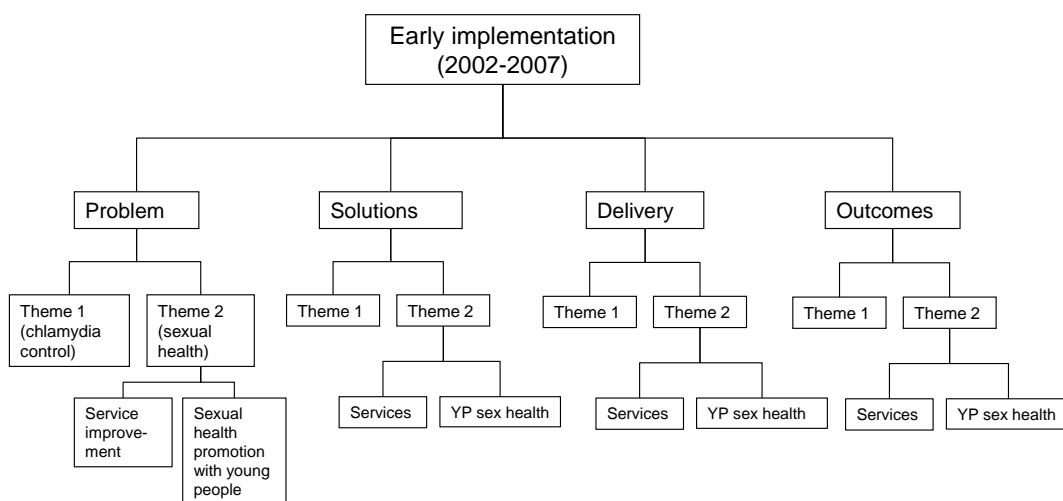 Early implementation
(2002-2007)
Problem
Solutions
Delivery
Outcomes
Theme 1
(chlamydia
control)
Theme 2
(sexual
health)
Theme 1
Theme 2
Theme 1
Theme 2
Theme 1
Theme 2
Service
improve-
ment
Sexual
health
promotion
with young
people
Services
YP sex health
Services
YP sex health
Services
YP sex health